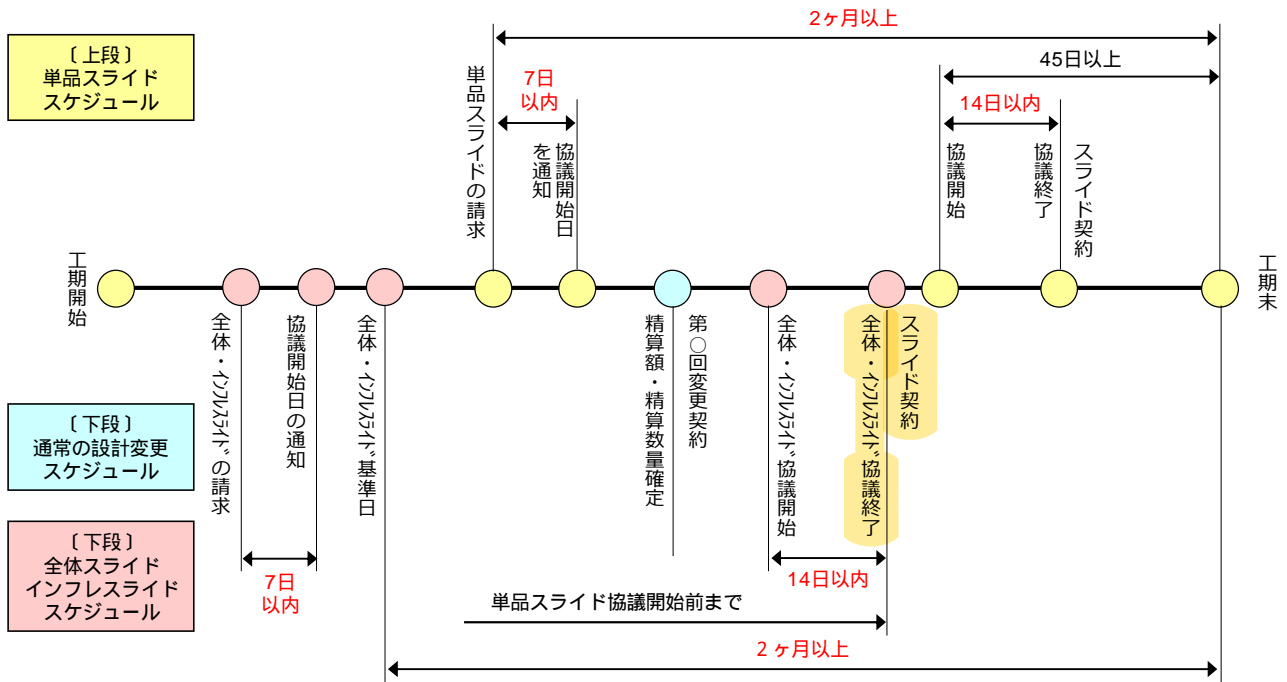 〔上段〕
単品スライド
スケジュール
2ヶ月以上
45日以上
7日
以内
14日以内
単品スライドの請求
協議開始日
を通知
協議開始
協議終了
スライド契約
工期開始
工期末
全体・インフレスライドの請求
協議開始日の通知
全体・インフレスライド基準日
第○回変更契約
精算額・精算数量確定
全体・インフレスライド協議開始
スライド契約
全体・インフレスライド協議終了
〔下段〕
通常の設計変更
スケジュール
〔下段〕
全体スライド
インフレスライド
スケジュール
7日
以内
14日以内
単品スライド協議開始前まで
2ヶ月以上